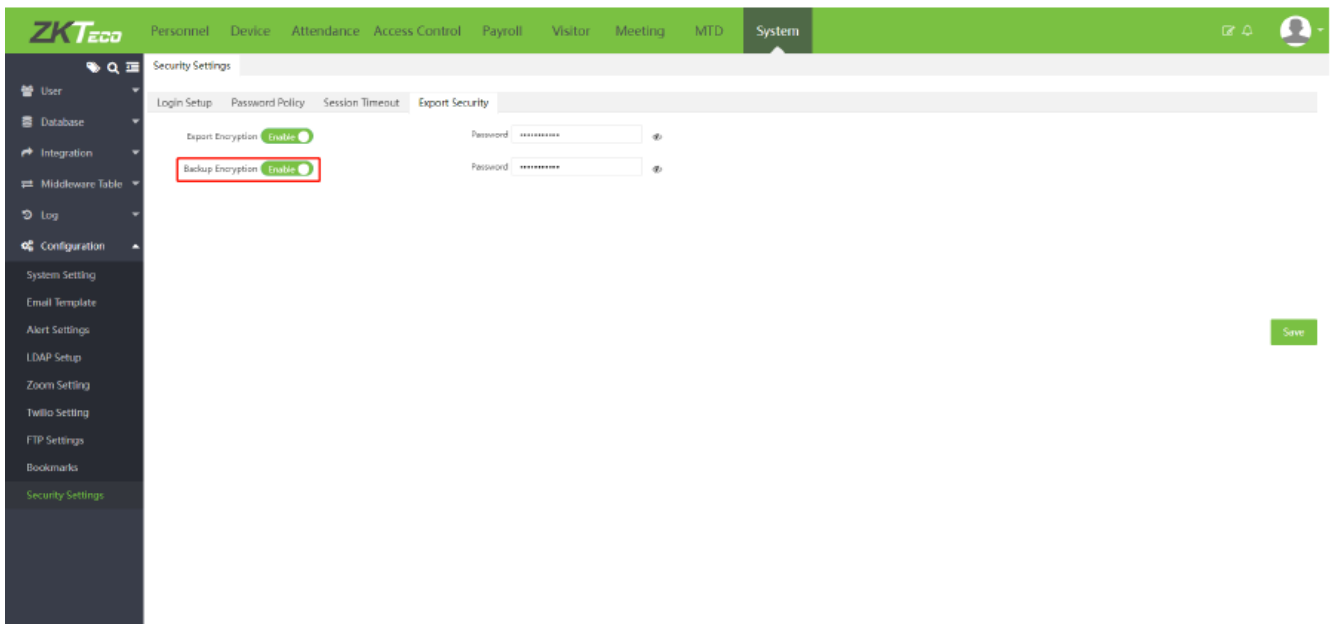 ZKTeco Personnel Device Attendance Access Control Payroll Visitor Meeting MTD System
Security Settings
User
Login Setup Password Policy Session Timeout Export Security
Database
Export Encryption Enable Password •••••••••••
Integration
Backup Encryption Enable Password •••••••••••
Middleware Table
Log
Configuration
System Setting
Email Template
Alert Settings
Save
LDAP Setup
Zoom Setting
Twilio Setting
FTP Settings
Bookmarks
Security Settings